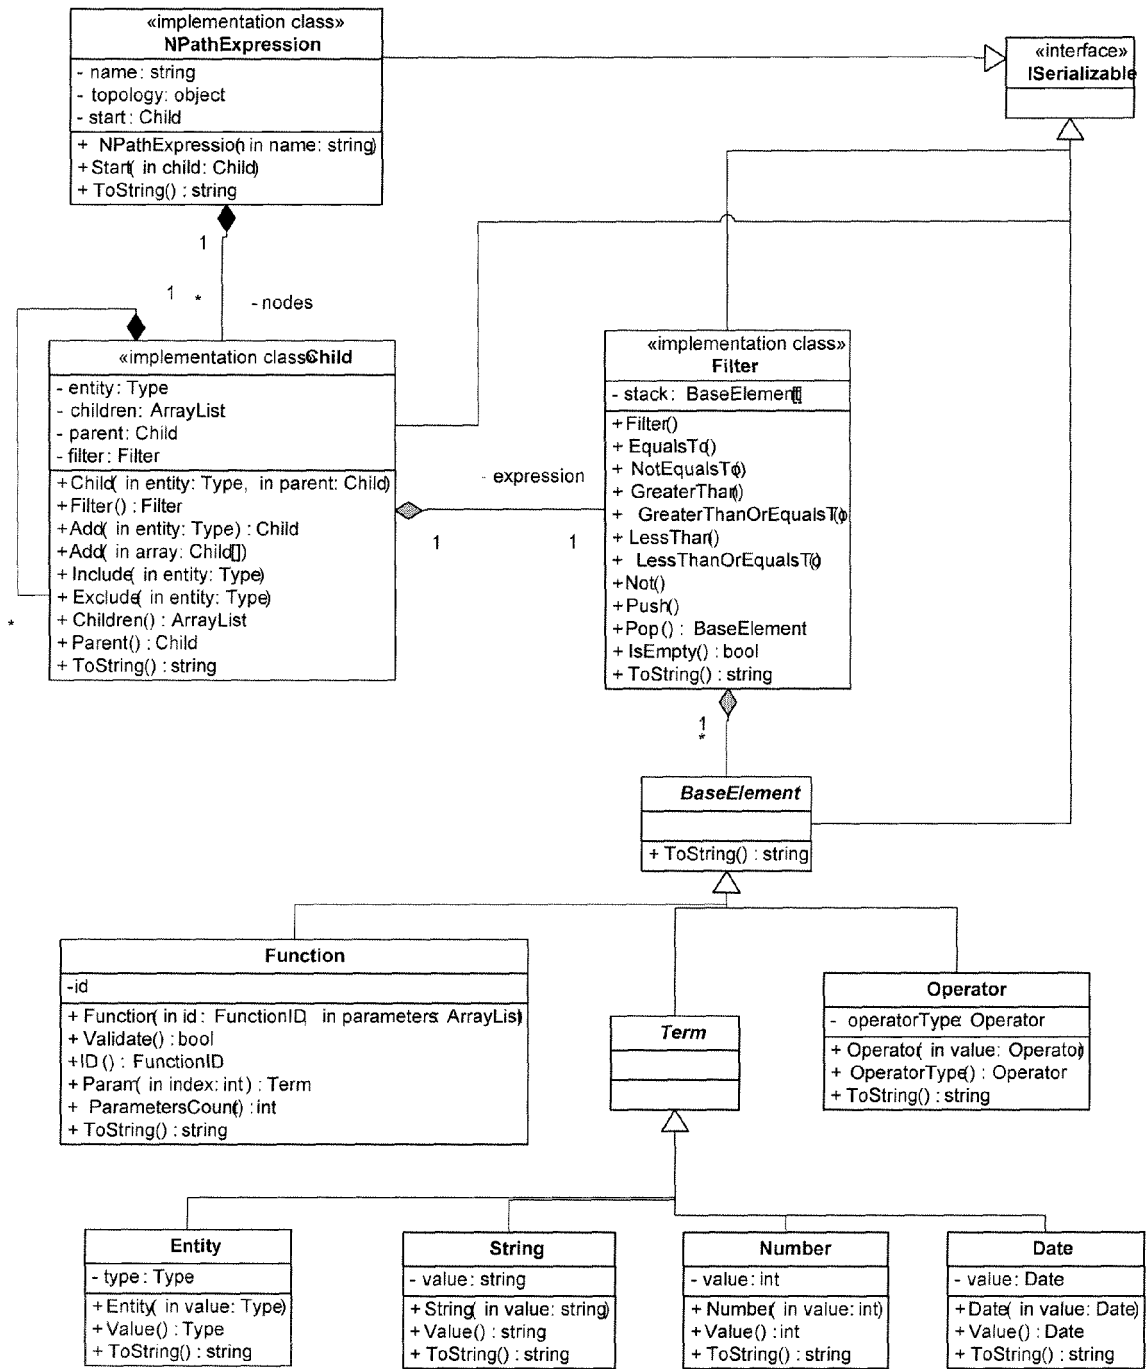 «implementation class»
NPathExpression
- name: string
- topology: object
- start: Child
+ NPathExpression( in name: string)
+Start( in child: Child)
+ ToString() : string
«interface»
ISerializable
1
1
*
- nodes
«implementation class»Child
- entity: Type
- children: ArrayList
- parent: Child
- filter: Filter
+Child( in entity: Type, in parent: Child)
+Filter() : Filter
+Add( in entity: Type) : Child
+Add( in array: Child[])
+ Include( in entity: Type)
+ Exclude( in entity: Type)
+ Children() : ArrayList
+ Parent() : Child
+ ToString() : string
*
- expression
1
1
«implementation class»
Filter
- stack: BaseElement[]
+Filter()
+ EqualsTo()
+ NotEqualsTo()
+ GreaterThan()
+ GreaterThanOrEqualsTo()
+ LessThan()
+ LessThanOrEqualsTo()
+Not()
+Push()
+Pop() : BaseElement
+ IsEmpty() : bool
+ ToString() : string
1
*
BaseElement
+ ToString() : string
Function
-id
+ Function( in id: FunctionID, in parameters: ArrayList)
+ Validate() : bool
+ID() : FunctionID
+ Param( in index: int) : Term
+ ParametersCount() : int
+ ToString() : string
Term
Operator
- operatorType: Operator
+ Operator( in value: Operator)
+ OperatorType() : Operator
+ ToString() : string
Entity
- type: Type
+ Entity( in value: Type)
+ Value() : Type
+ ToString() : string
String
- value: string
+String( in value: string)
+Value() : string
+ ToString() : string
Number
- value: int
+ Number( in value: int)
+ Value() : int
+ ToString() : string
Date
- value: Date
+Date( in value: Date)
+ Value() : Date
+ ToString() : string